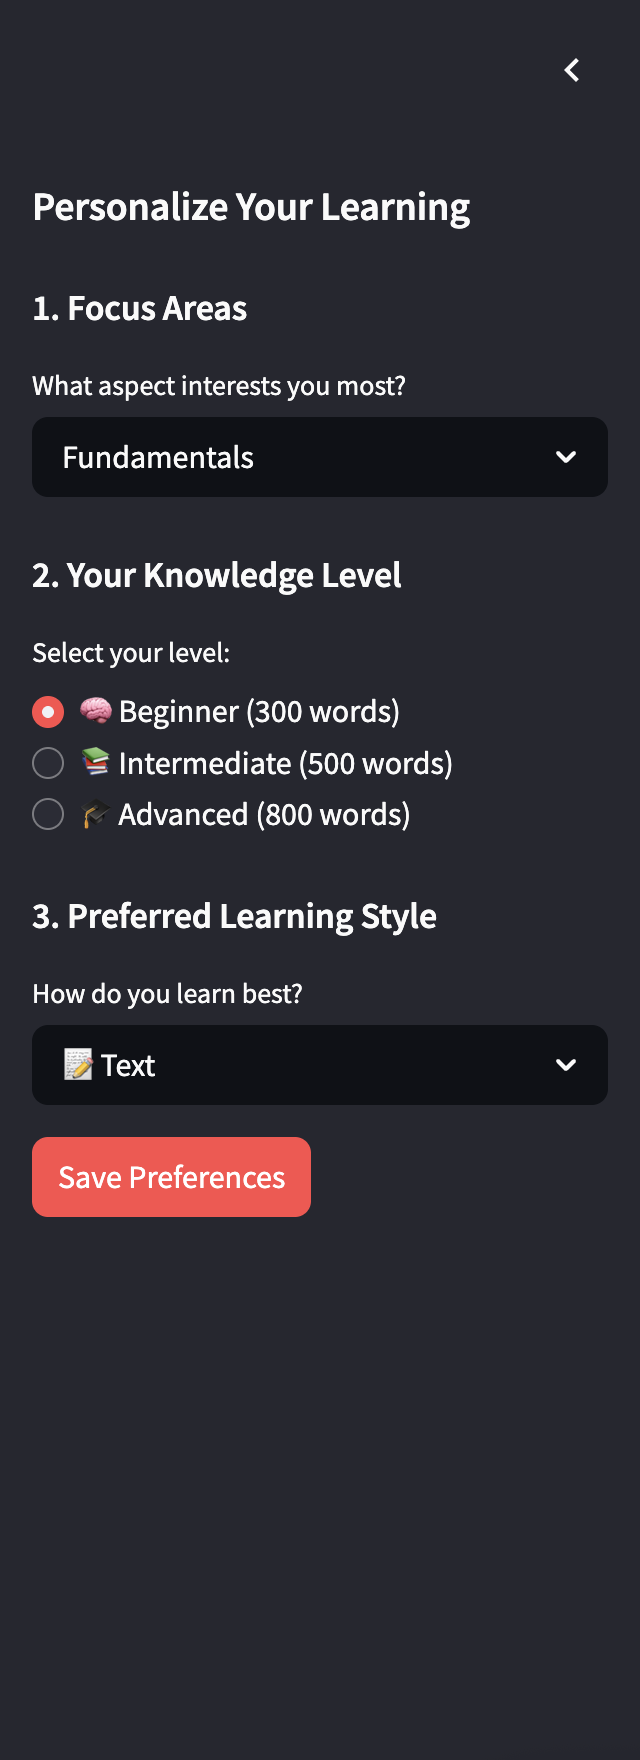 Personalize Your Learning
1. Focus Areas
What aspect interests you most?
Fundamentals
2. Your Knowledge Level
Select your level:
🧠 Beginner (300 words)
📚 Intermediate (500 words)
🎓 Advanced (800 words)
3. Preferred Learning Style
How do you learn best?
📝 Text
Save Preferences